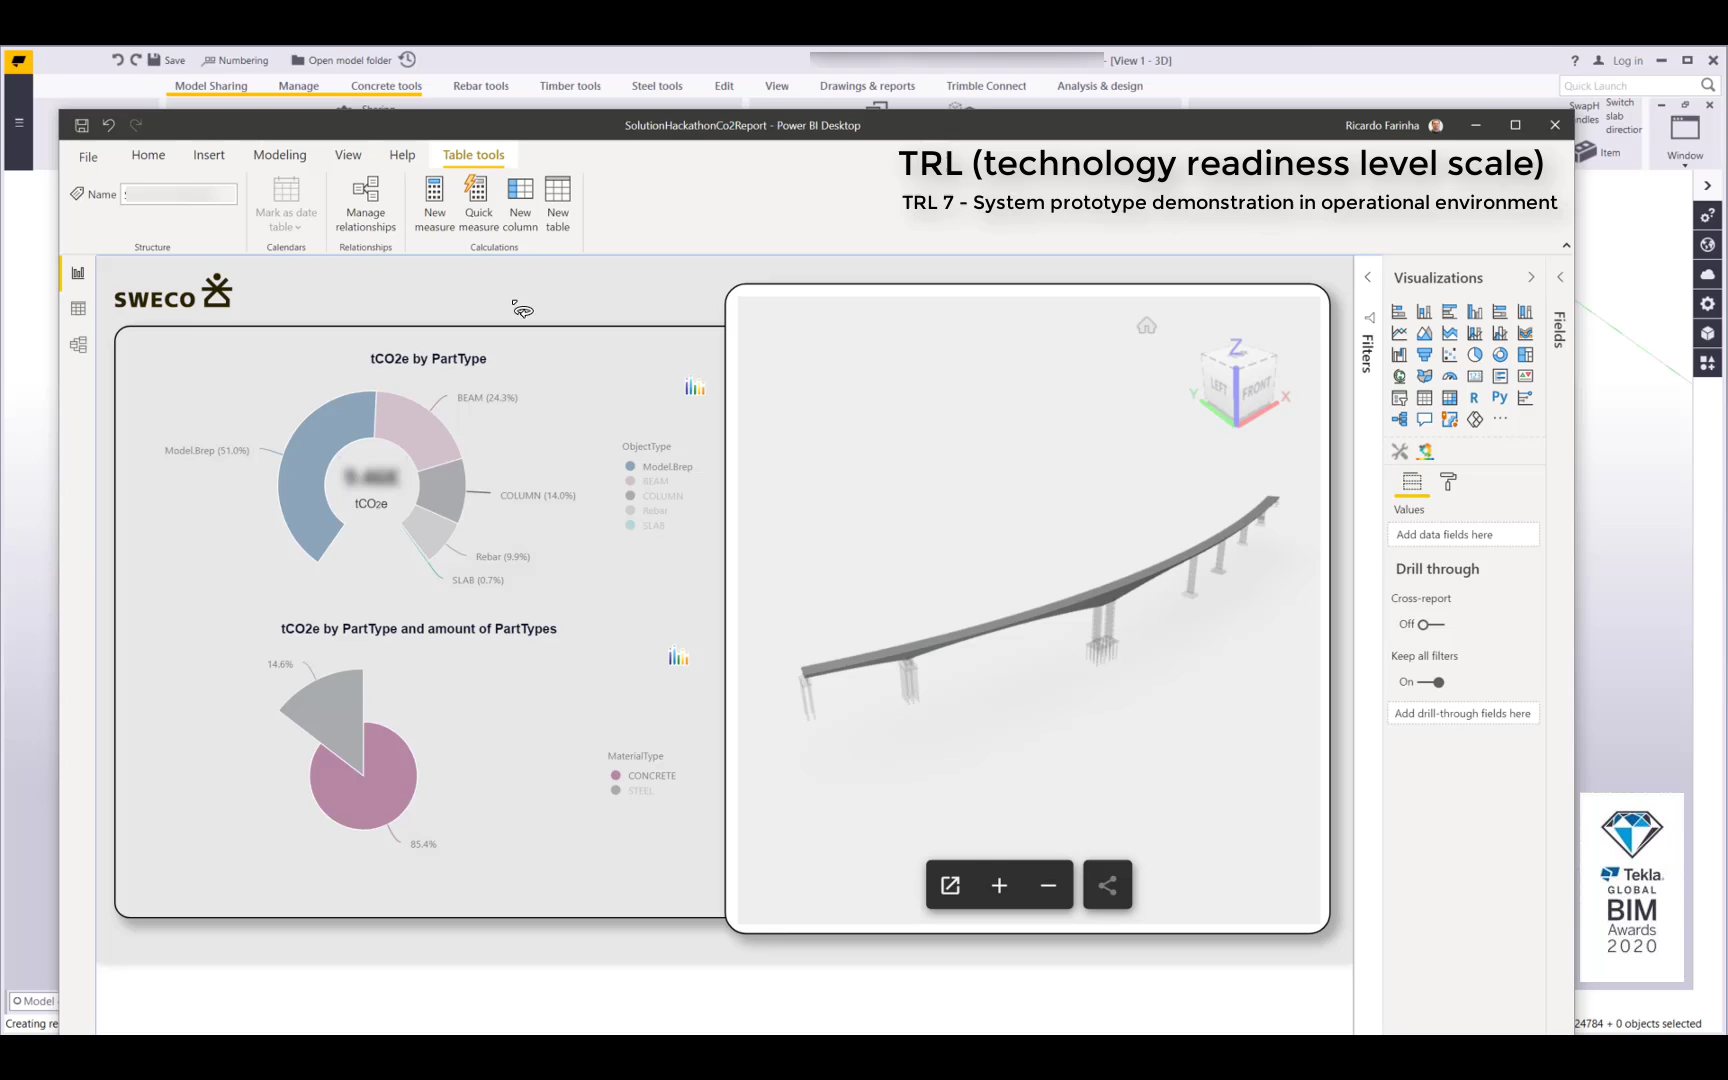 Save
Numbering
Open model folder
- [View 1 - 3D]
?
Log in
Model Sharing
Manage
Concrete tools
Rebar tools
Timber tools
Steel tools
Edit
View
Drawings & reports
Trimble Connect
Analysis & design
Quick Launch
Switch
slab
Item
Window
SolutionHackathonCo2Report - Power BI Desktop
Ricardo Farinha
File
Home
Insert
Modeling
View
Help
Table tools
TRL (technology readiness level scale)
TRL 7 - System prototype demonstration in operational environment
Name
Mark as date
table
Manage
relationships
New
measure
Quick
measure
New
column
New
table
Structure
Calendars
Relationships
Calculations
SWECO
tCO2e by PartType
BEAM (24.3%)
Model.Brep (51.0%)
tCO2e
COLUMN (14.0%)
Rebar (9.9%)
SLAB (0.7%)
ObjectType
Model.Brep
BEAM
COLUMN
Rebar
SLAB
tCO2e by PartType and amount of PartTypes
14.6%
85.4%
MaterialType
CONCRETE
STEEL
Z
Y
X
LEFT
FRONT
Filters
Visualizations
R
Py
Values
Add data fields here
Drill through
Cross-report
Off
Keep all filters
On
Add drill-through fields here
Fields
Tekla
GLOBAL
BIM
Awards
2020
Model
Creating re
24784 + 0 objects selected